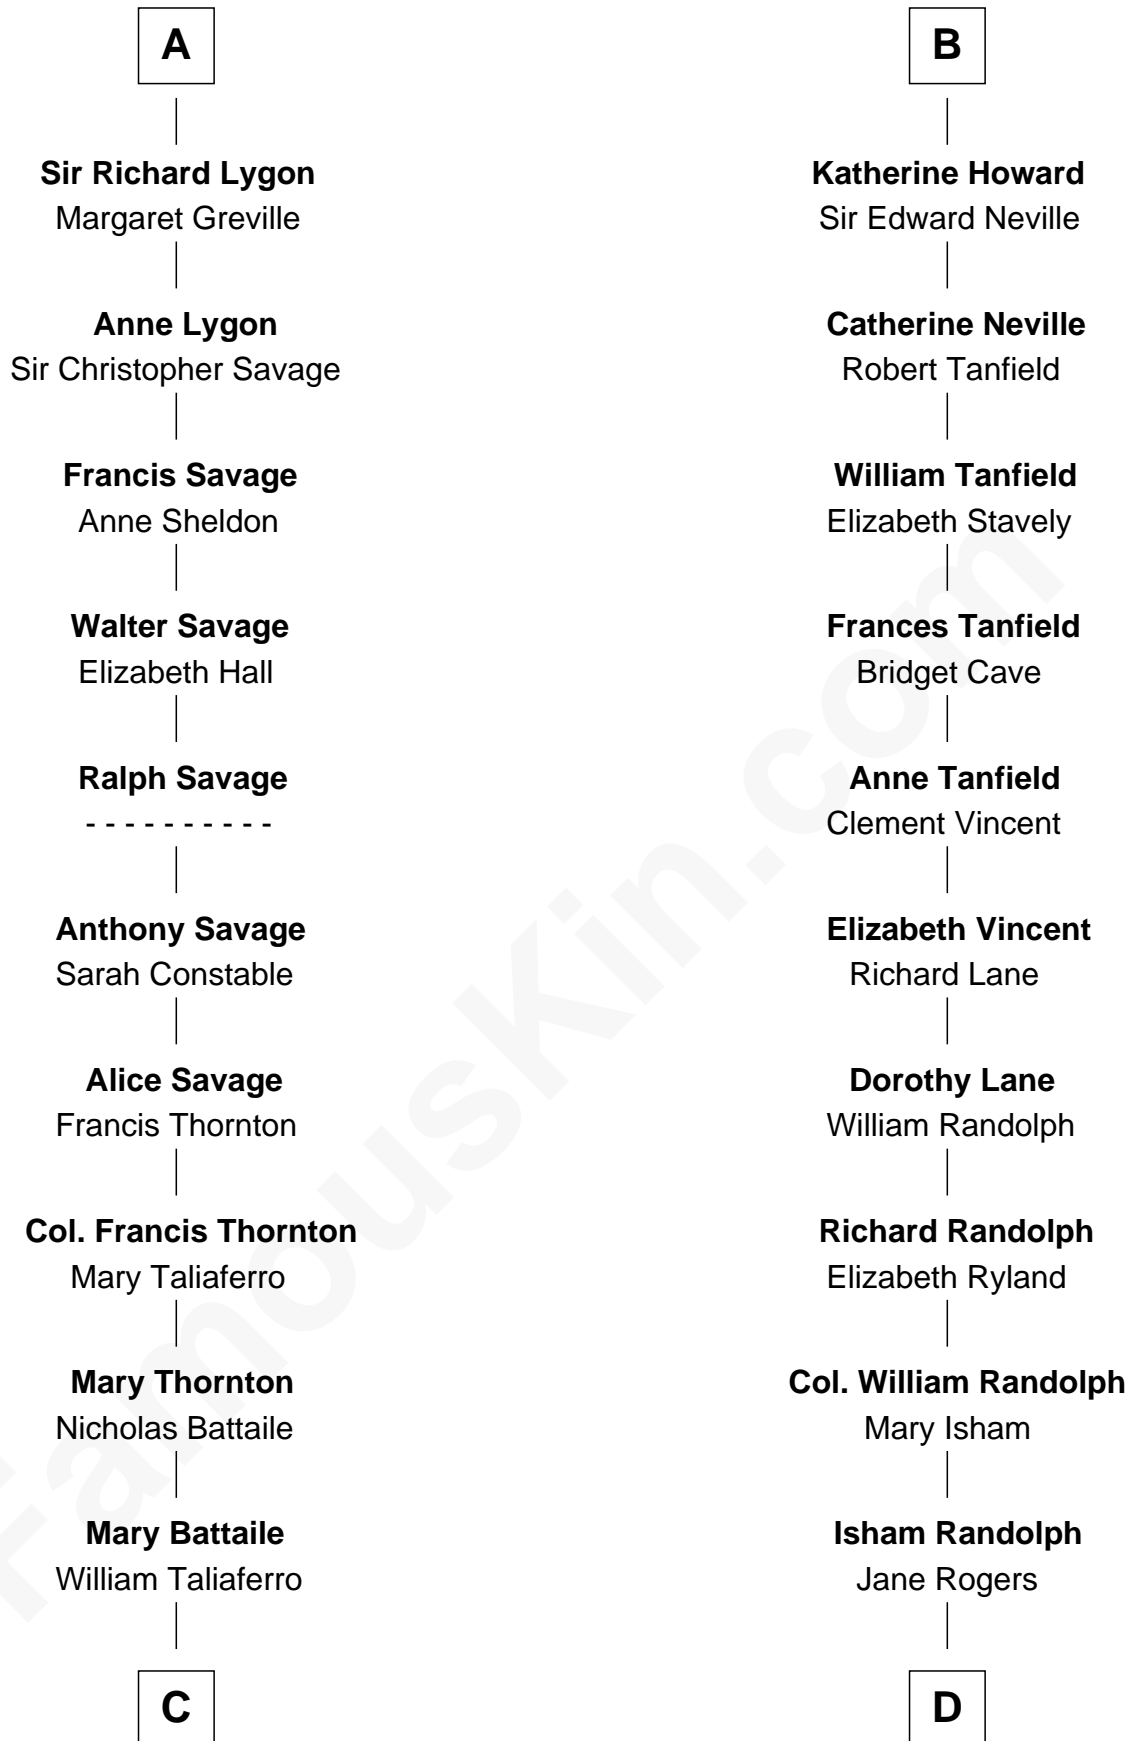 A
Sir Richard Lygon
Margaret Greville
Anne Lygon
Sir Christopher Savage
Francis Savage
Anne Sheldon
Walter Savage
Elizabeth Hall
Ralph Savage
- - - - - - - - - -
Anthony Savage
Sarah Constable
Alice Savage
Francis Thornton
Col. Francis Thornton
Mary Taliaferro
Mary Thornton
Nicholas Battaile
Mary Battaile
William Taliaferro
C
B
Katherine Howard
Sir Edward Neville
Catherine Neville
Robert Tanfield
William Tanfield
Elizabeth Stavely
Frances Tanfield
Bridget Cave
Anne Tanfield
Clement Vincent
Elizabeth Vincent
Richard Lane
Dorothy Lane
William Randolph
Richard Randolph
Elizabeth Ryland
Col. William Randolph
Mary Isham
Isham Randolph
Jane Rogers
D
FamousKin.com